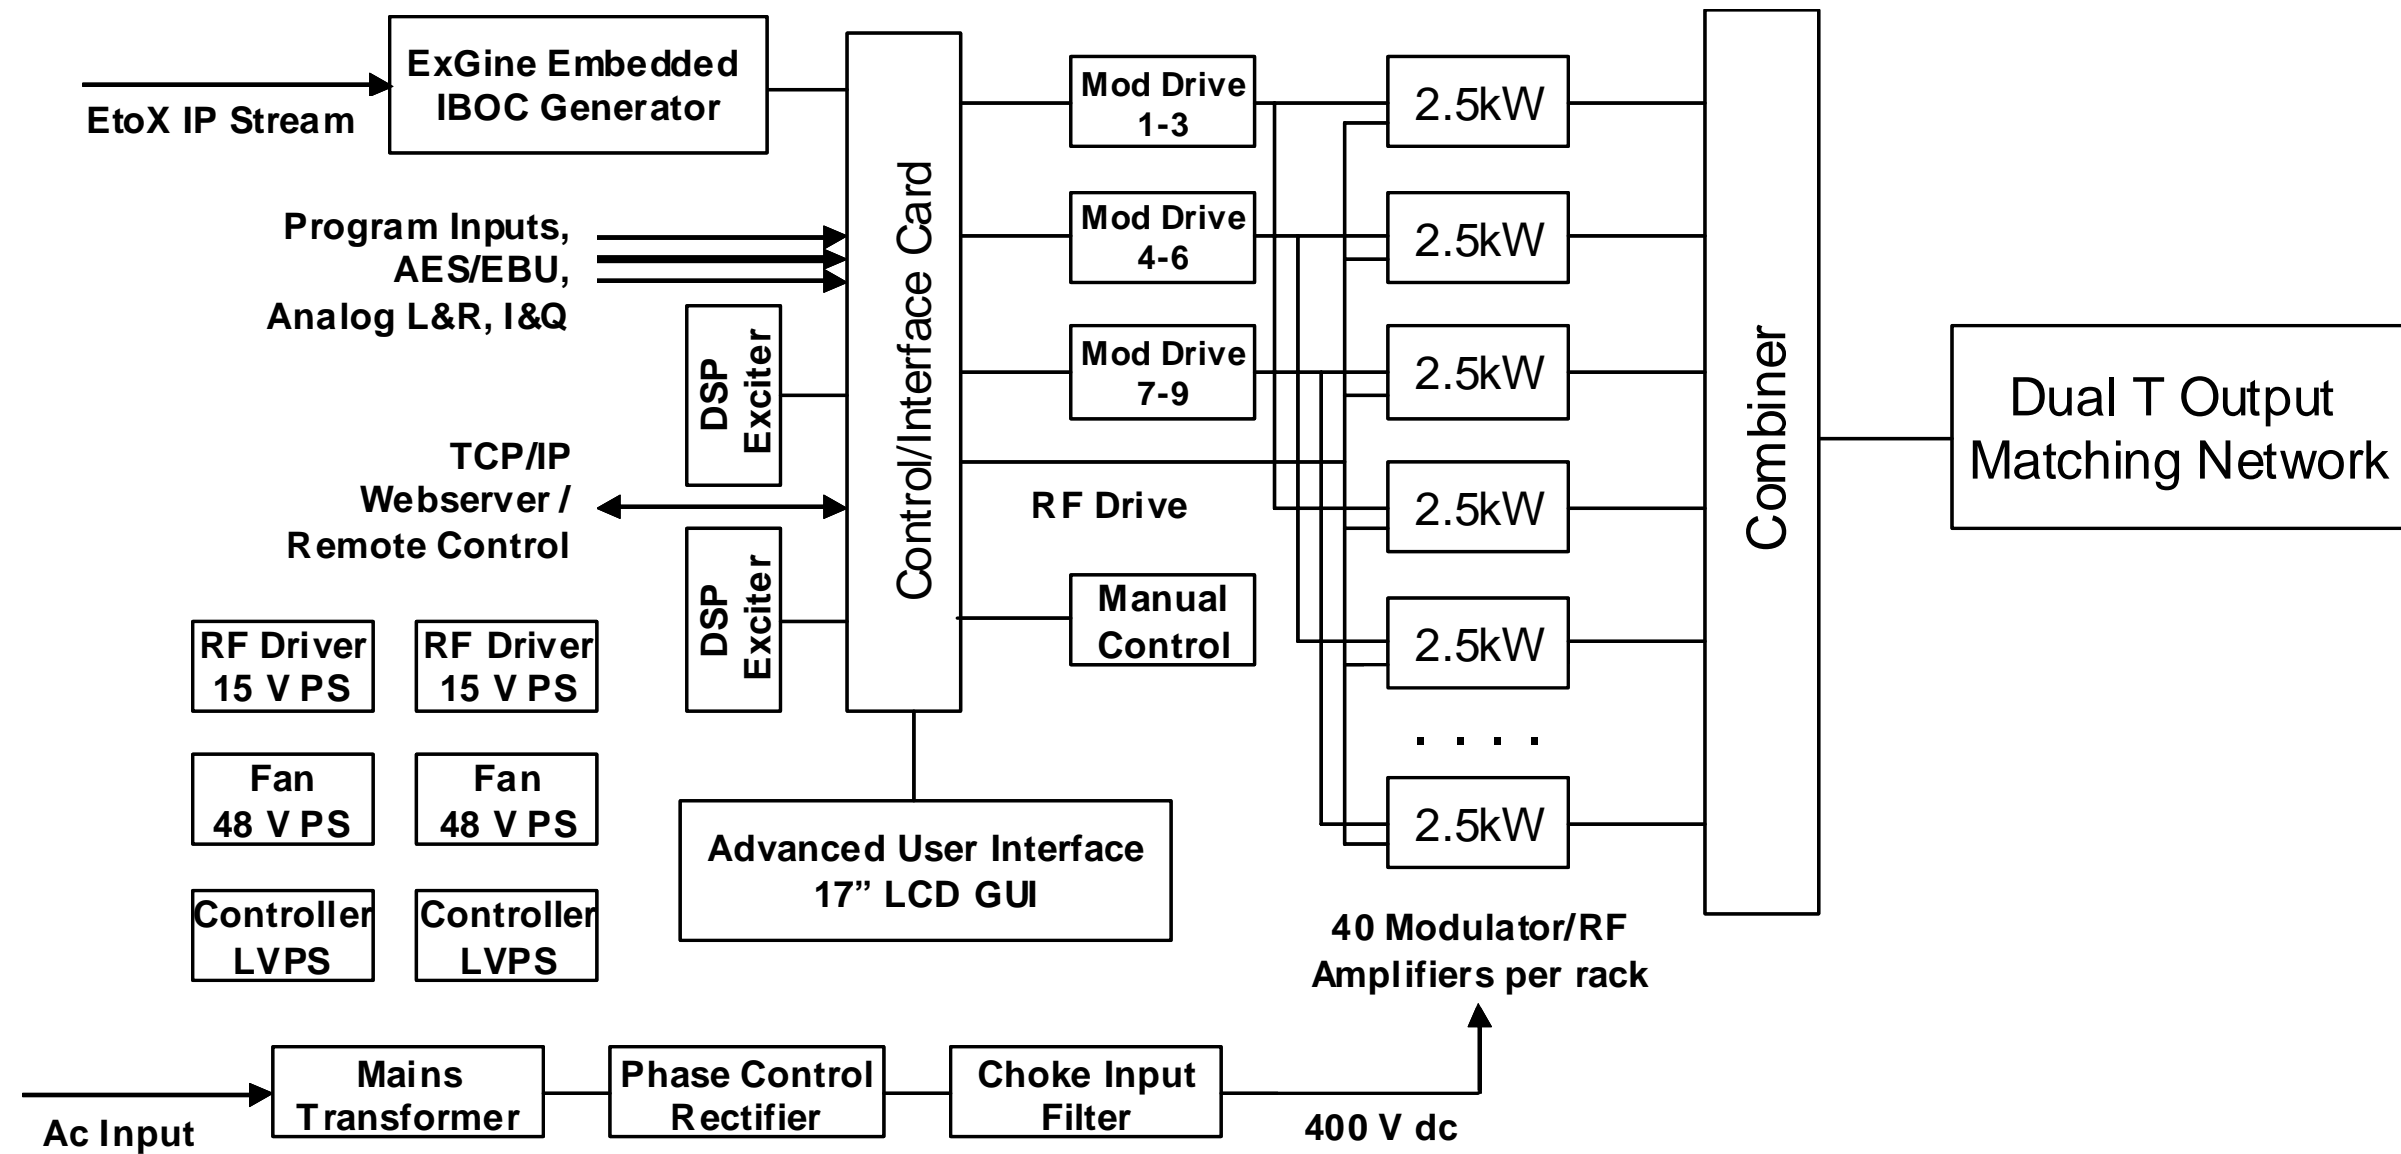 ExGine Embedded
IBOC Generator
EtoX IP Stream
Program Inputs,
AES/EBU,
Analog L&R, I&Q
DSP
Exciter
TCP/IP
Webserver /
Remote Control
DSP
Exciter
Control/Interface Card
Mod Drive
1-3
Mod Drive
4-6
Mod Drive
7-9
RF Drive
Manual
Control
2.5kW
2.5kW
2.5kW
2.5kW
2.5kW
. . . .
2.5kW
Combiner
Dual T Output
Matching Network
RF Driver
15 V PS
RF Driver
15 V PS
Fan
48 V PS
Fan
48 V PS
Controller
LVPS
Controller
LVPS
Advanced User Interface
17” LCD GUI
40 Modulator/RF
Amplifiers per rack
Ac Input
Mains
Transformer
Phase Control
Rectifier
Choke Input
Filter
400 V dc